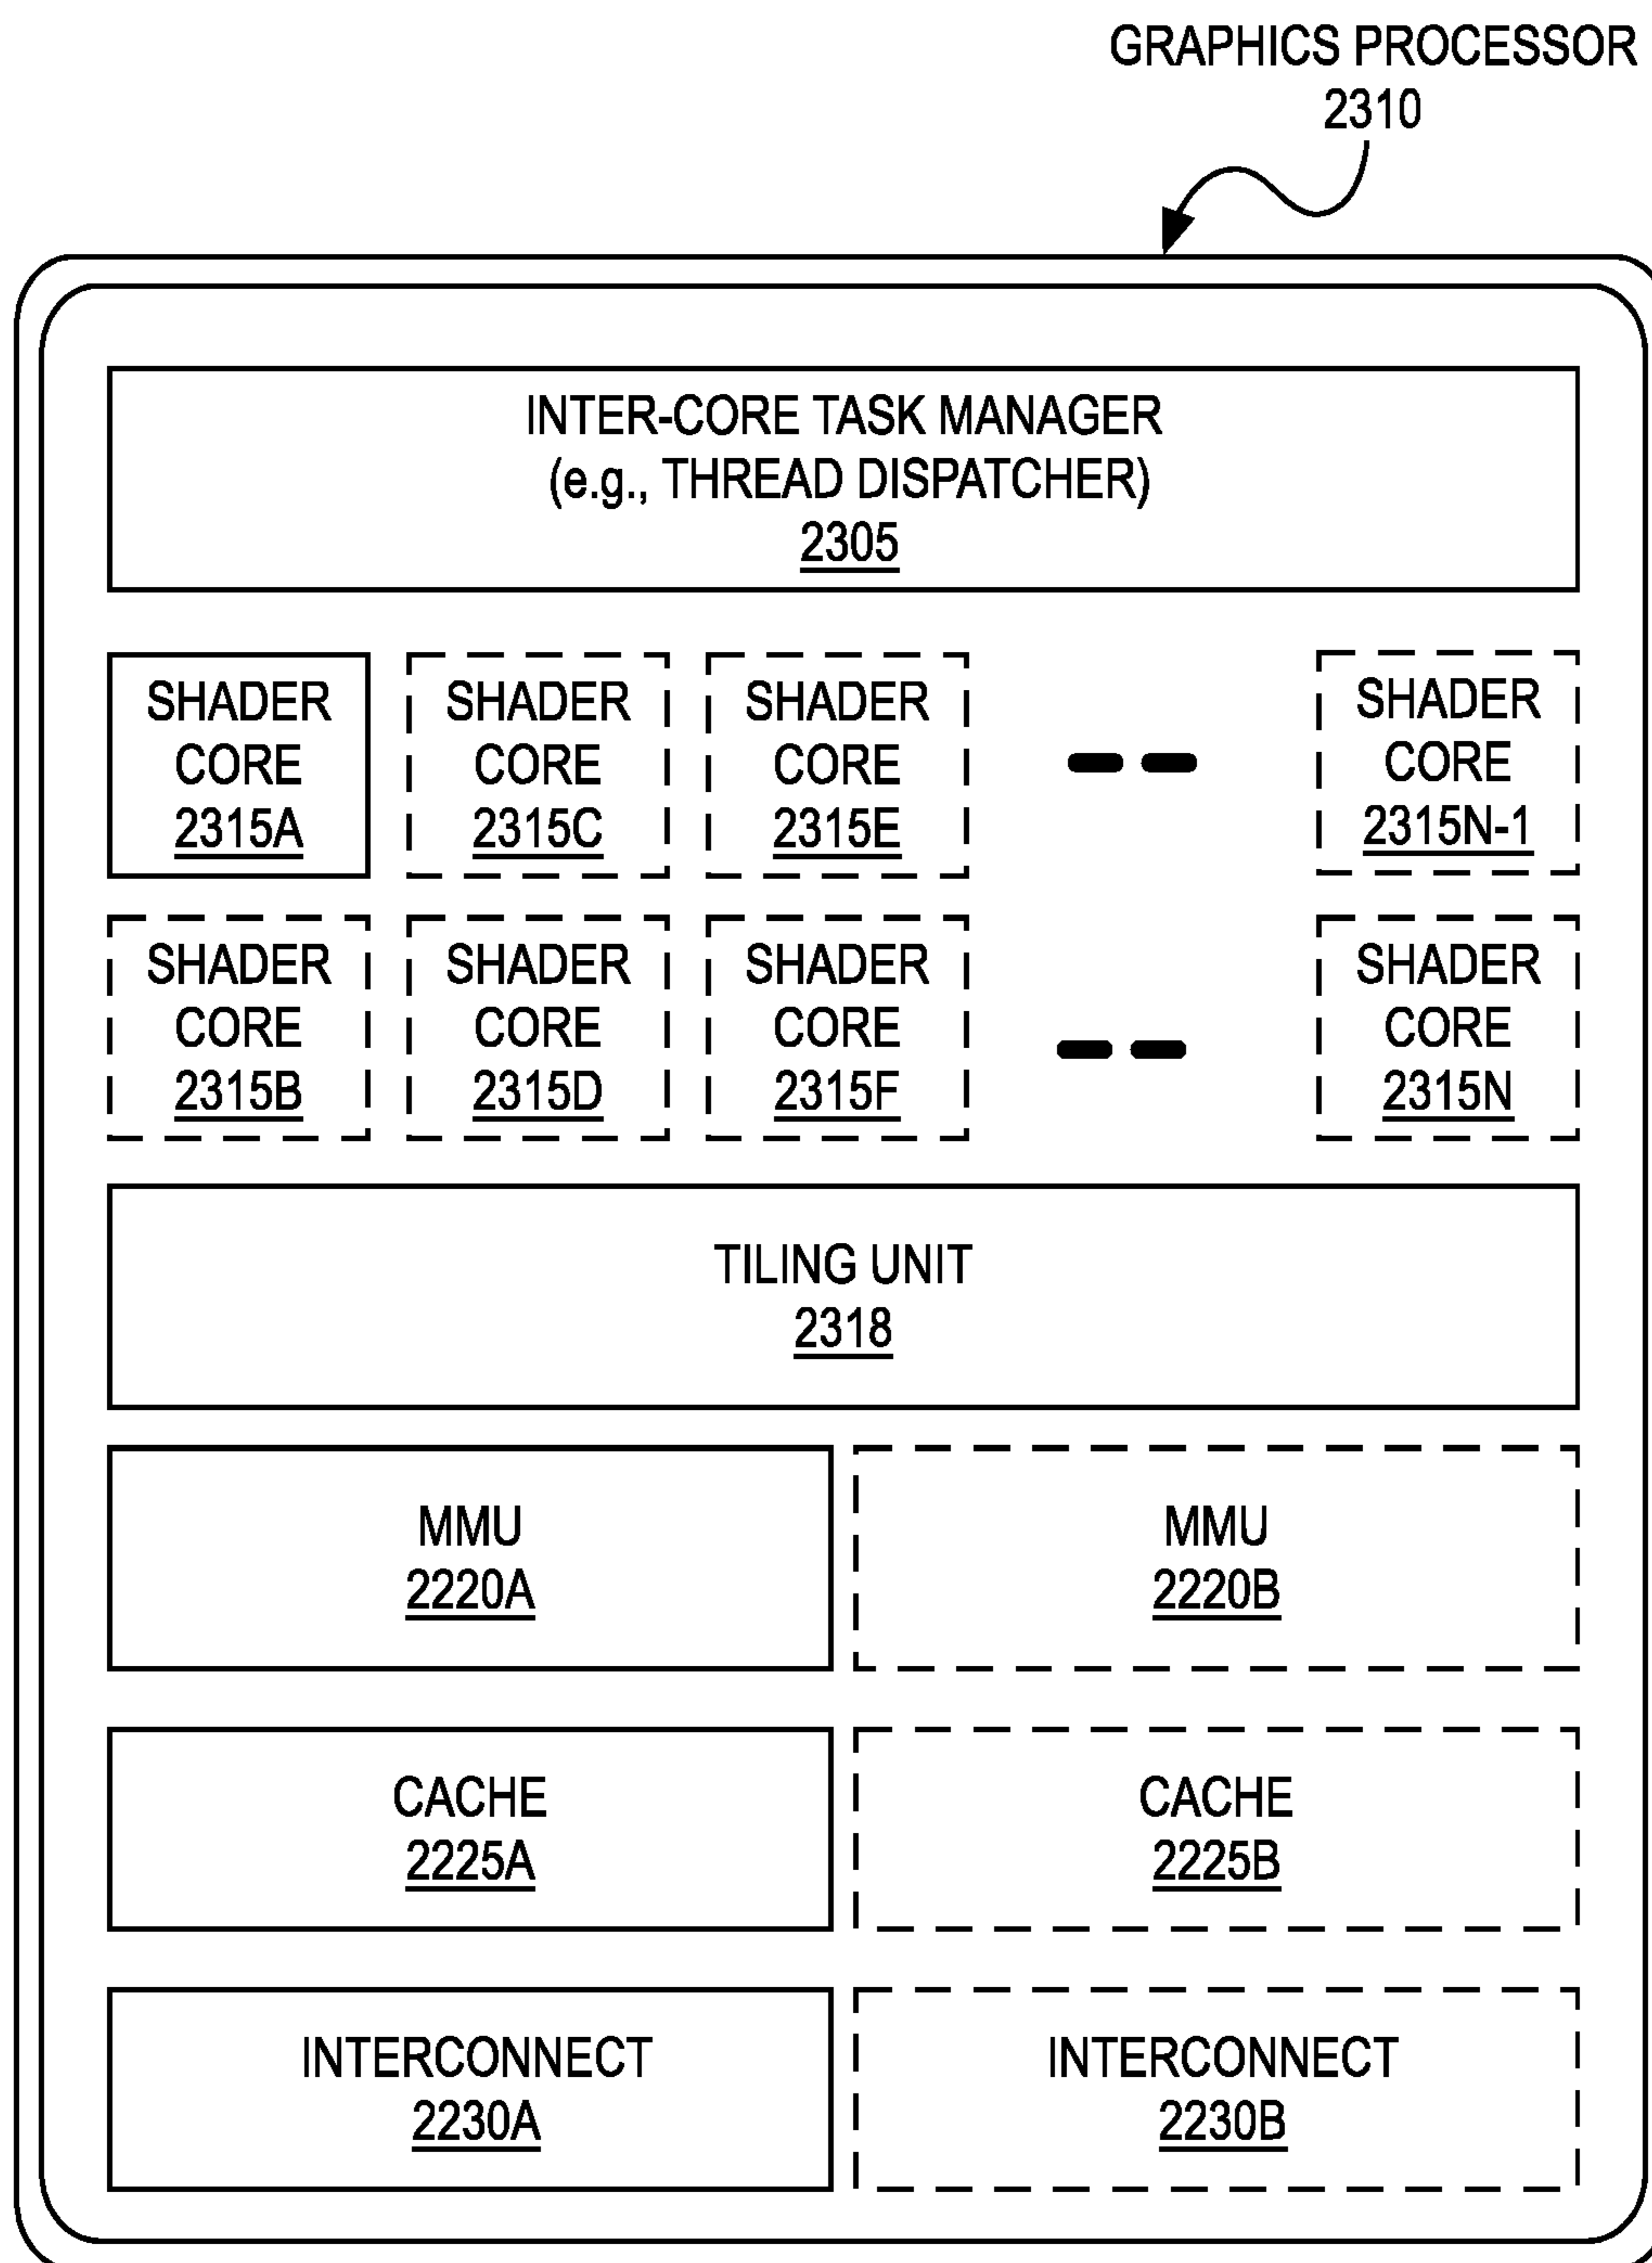 GRAPHICS PROCESSOR
2310
INTER-CORE TASK MANAGER
(e.g., THREAD DISPATCHER)
2305
SHADER
CORE
2315A
SHADER
CORE
2315C
SHADER
CORE
2315E
SHADER
CORE
2315N-1
SHADER
CORE
2315B
SHADER
CORE
2315D
SHADER
CORE
2315F
SHADER
CORE
2315N
TILING UNIT
2318
MMU
2220A
MMU
2220B
CACHE
2225A
CACHE
2225B
INTERCONNECT
2230A
INTERCONNECT
2230B